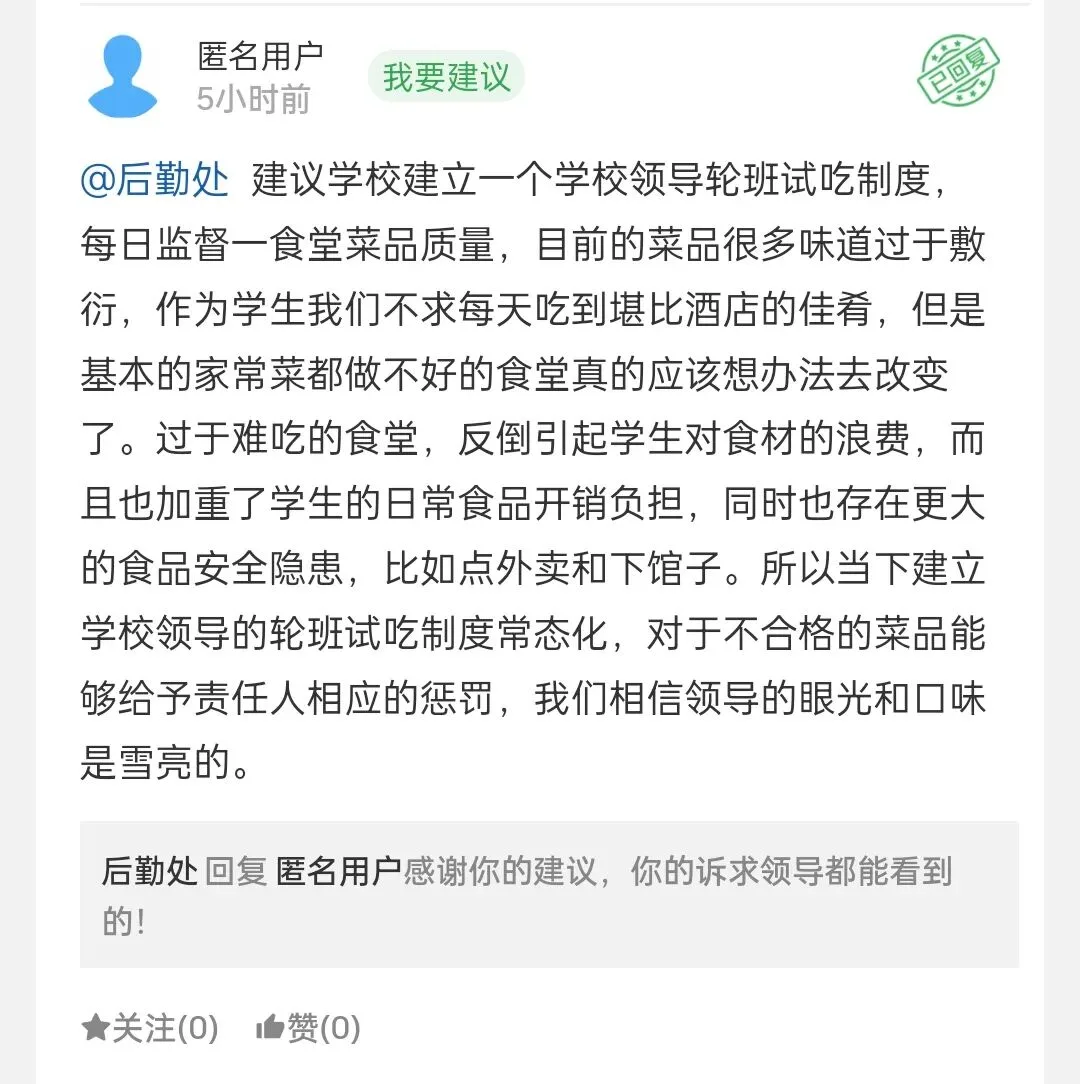 匿名用户
我要建议
5小时前
已回复
@后勤处 建议学校建立一个学校领导轮班试吃制度，
每日监督一食堂菜品质量，目前的菜品很多味道过于敷
衍，作为学生我们不求每天吃到堪比酒店的佳肴，但是
基本的家常菜都做不好的食堂真的应该想办法去改变
了。过于难吃的食堂，反倒引起学生对食材的浪费，而
且也加重了学生的日常食品开销负担，同时也存在更大
的食品安全隐患，比如点外卖和下馆子。所以当下建立
学校领导的轮班试吃制度常态化，对于不合格的菜品能
够给予责任人相应的惩罚，我们相信领导的眼光和口味
是雪亮的。
后勤处 回复 匿名用户感谢你的建议，你的诉求领导都能看到
的！
关注(0) 赞(0)